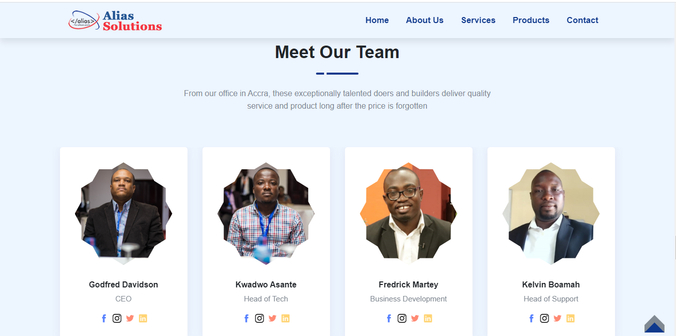 </alias>
Alias
Solutions
Home
About Us
Services
Products
Contact
Meet Our Team
From our office in Accra, these exceptionally talented doers and builders deliver quality
service and product long after the price is forgotten
Godfred Davidson
CEO
Kwadwo Asante
Head of Tech
Fredrick Martey
Business Development
Kelvin Boamah
Head of Support